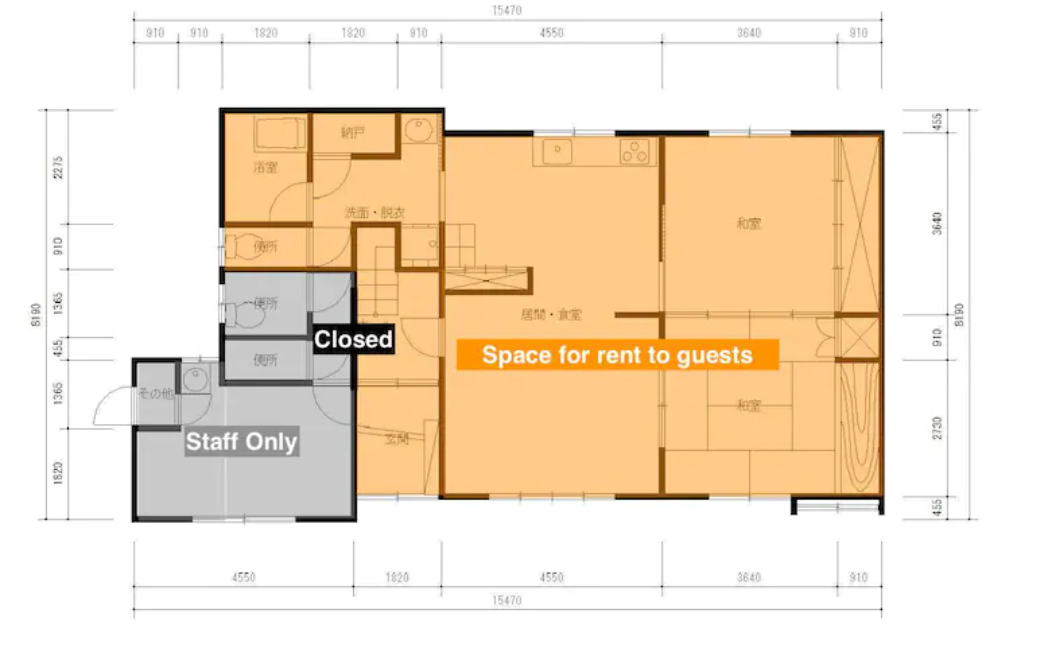 15470
910 910 1820 1820 910 4550 3640 910
納戸
浴室
洗面・脱衣
便所
和室
便所
居間・食室
Closed
Space for rent to guests
便所
その他
和室
Staff Only
玄関
2275
910
1365
455
1365
1820
8190
455
3640
910
2730
455
8190
4550 1820 4550 3640 910
15470